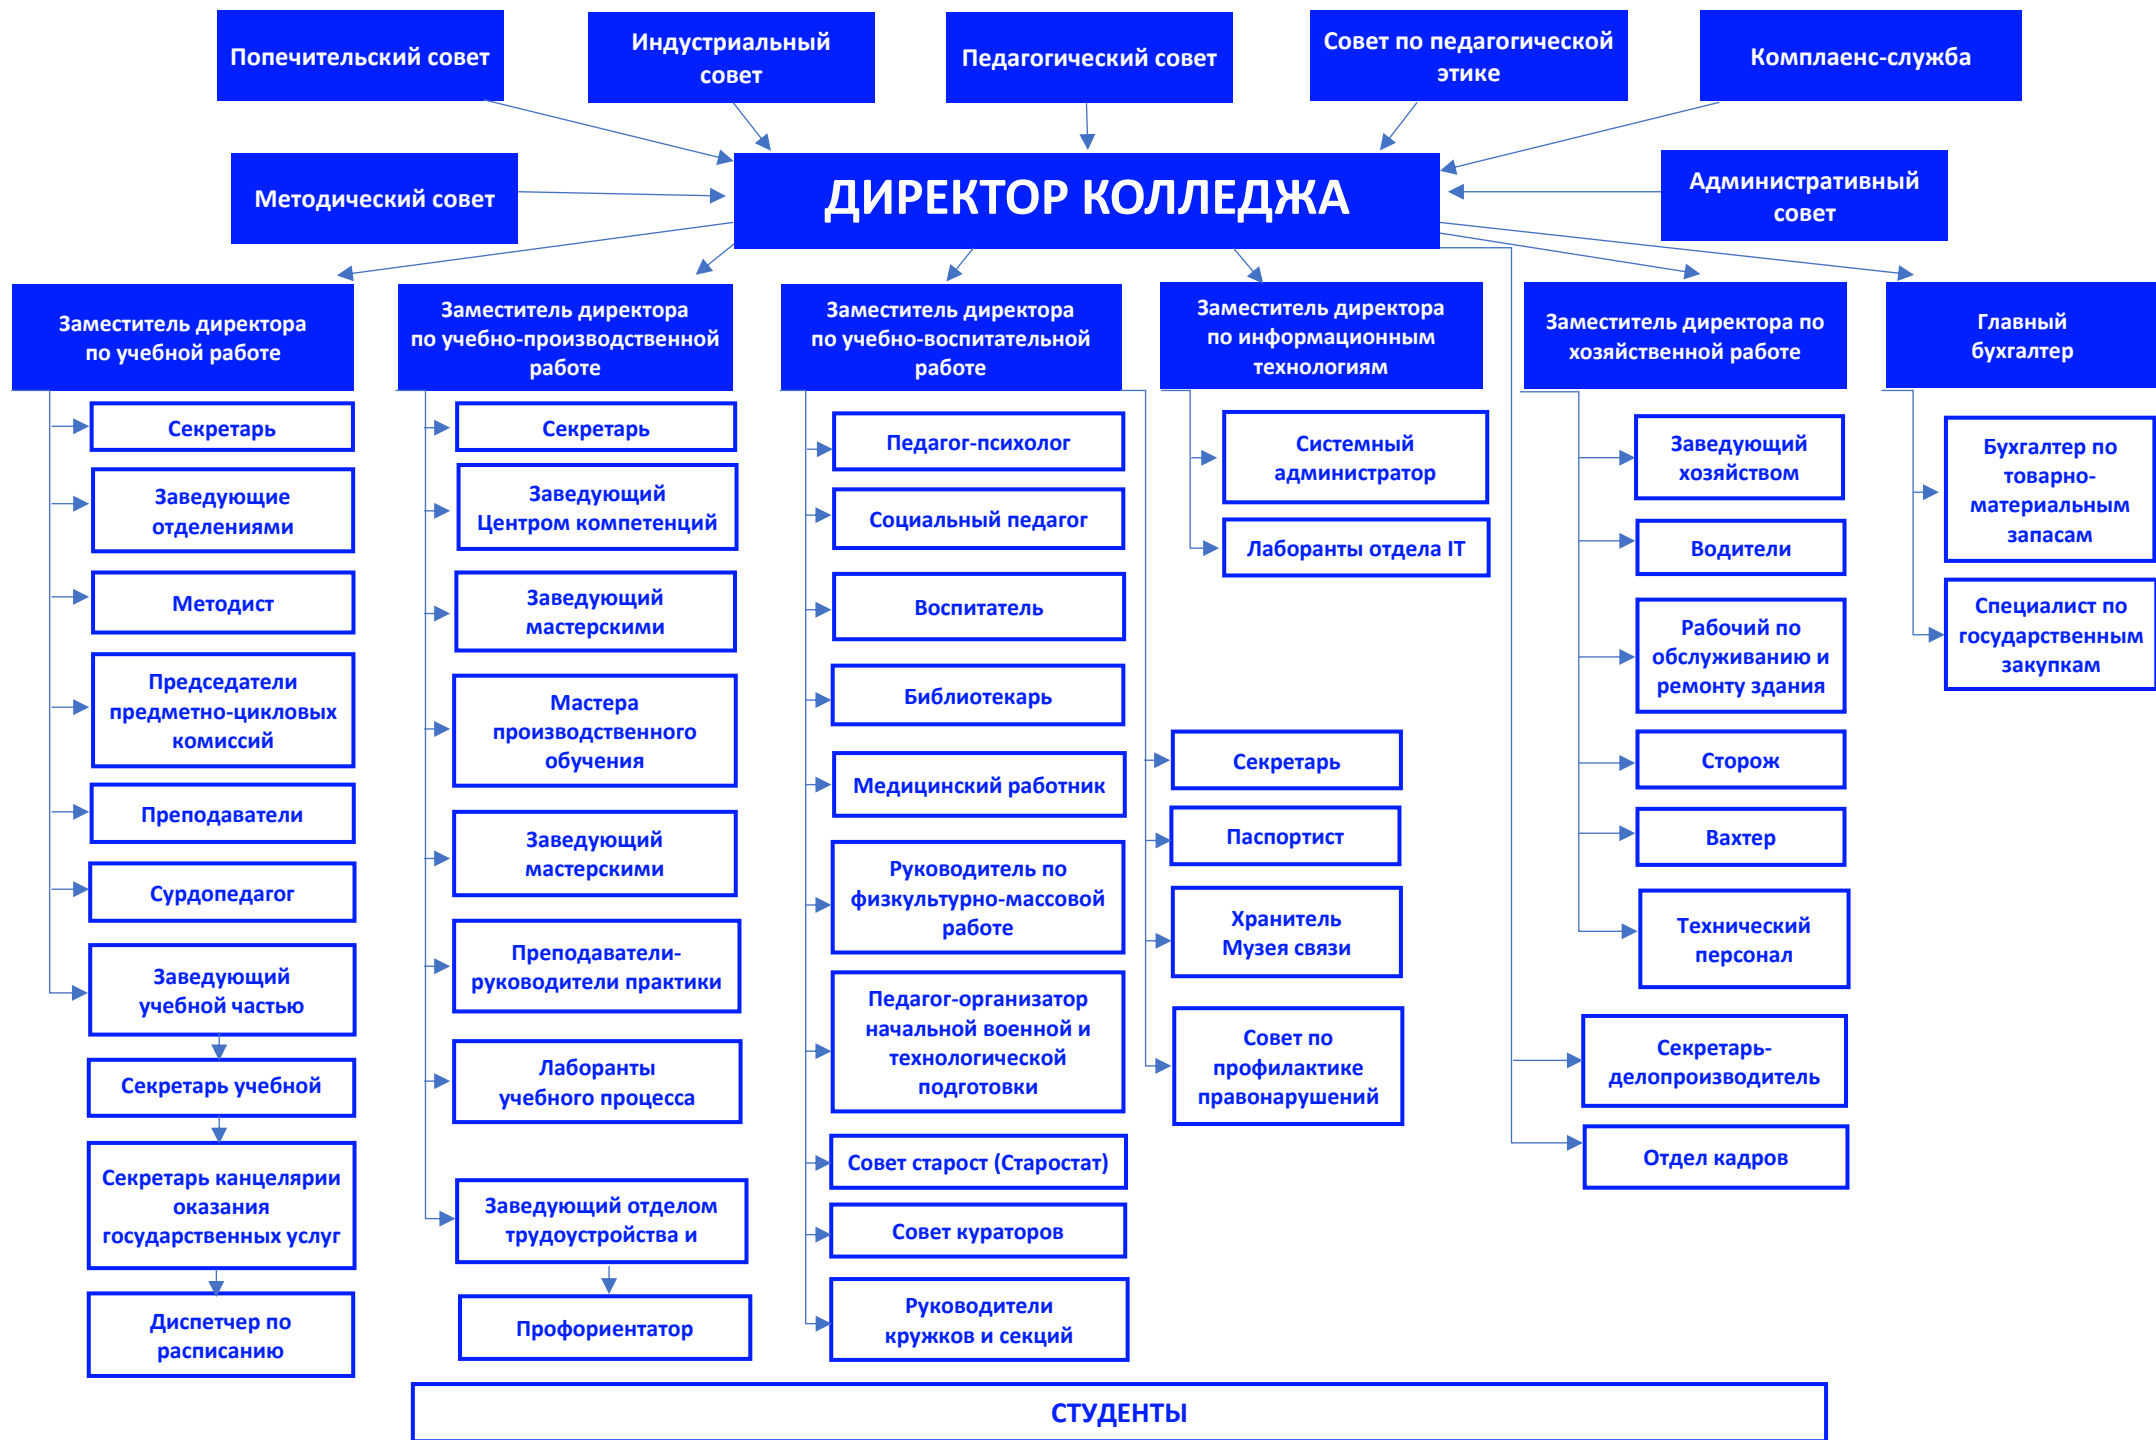 Попечительский совет
Индустриальный
совет
Педагогический совет
Совет по педагогической
этике
Комплаенс-служба
Методический совет
ДИРЕКТОР КОЛЛЕДЖА
Административный
совет
Заместитель директора
по учебной работе
Заместитель директора
по учебно-производственной
работе
Заместитель директора
по учебно-воспитательной
работе
Заместитель директора
по информационным
технологиям
Заместитель директора по
хозяйственной работе
Главный
бухгалтер
Секретарь
Заведующие
отделениями
Методист
Председатели
предметно-цикловых
комиссий
Преподаватели
Сурдопедагог
Заведующий
учебной частью
Секретарь учебной
Секретарь канцелярии
оказания
государственных услуг
Диспетчер по
расписанию
Секретарь
Заведующий
Центром компетенций
Заведующий
мастерскими
Мастера
производственного
обучения
Заведующий
мастерскими
Преподаватели-
руководители практики
Лаборанты
учебного процесса
Заведующий отделом
трудоустройства и
Профориентатор
Педагог-психолог
Социальный педагог
Воспитатель
Библиотекарь
Медицинский работник
Руководитель по
физкультурно-массовой
работе
Педагог-организатор
начальной военной и
технологической
подготовки
Совет старост (Старостат)
Совет кураторов
Руководители
кружков и секций
Секретарь
Паспортист
Хранитель
Музея связи
Совет по
профилактике
правонарушений
Системный
администратор
Лаборанты отдела IT
Заведующий
хозяйством
Водители
Рабочий по
обслуживанию и
ремонту здания
Сторож
Вахтер
Технический
персонал
Секретарь-
делопроизводитель
Отдел кадров
Бухгалтер по
товарно-
материальным
запасам
Специалист по
государственным
закупкам
СТУДЕНТЫ